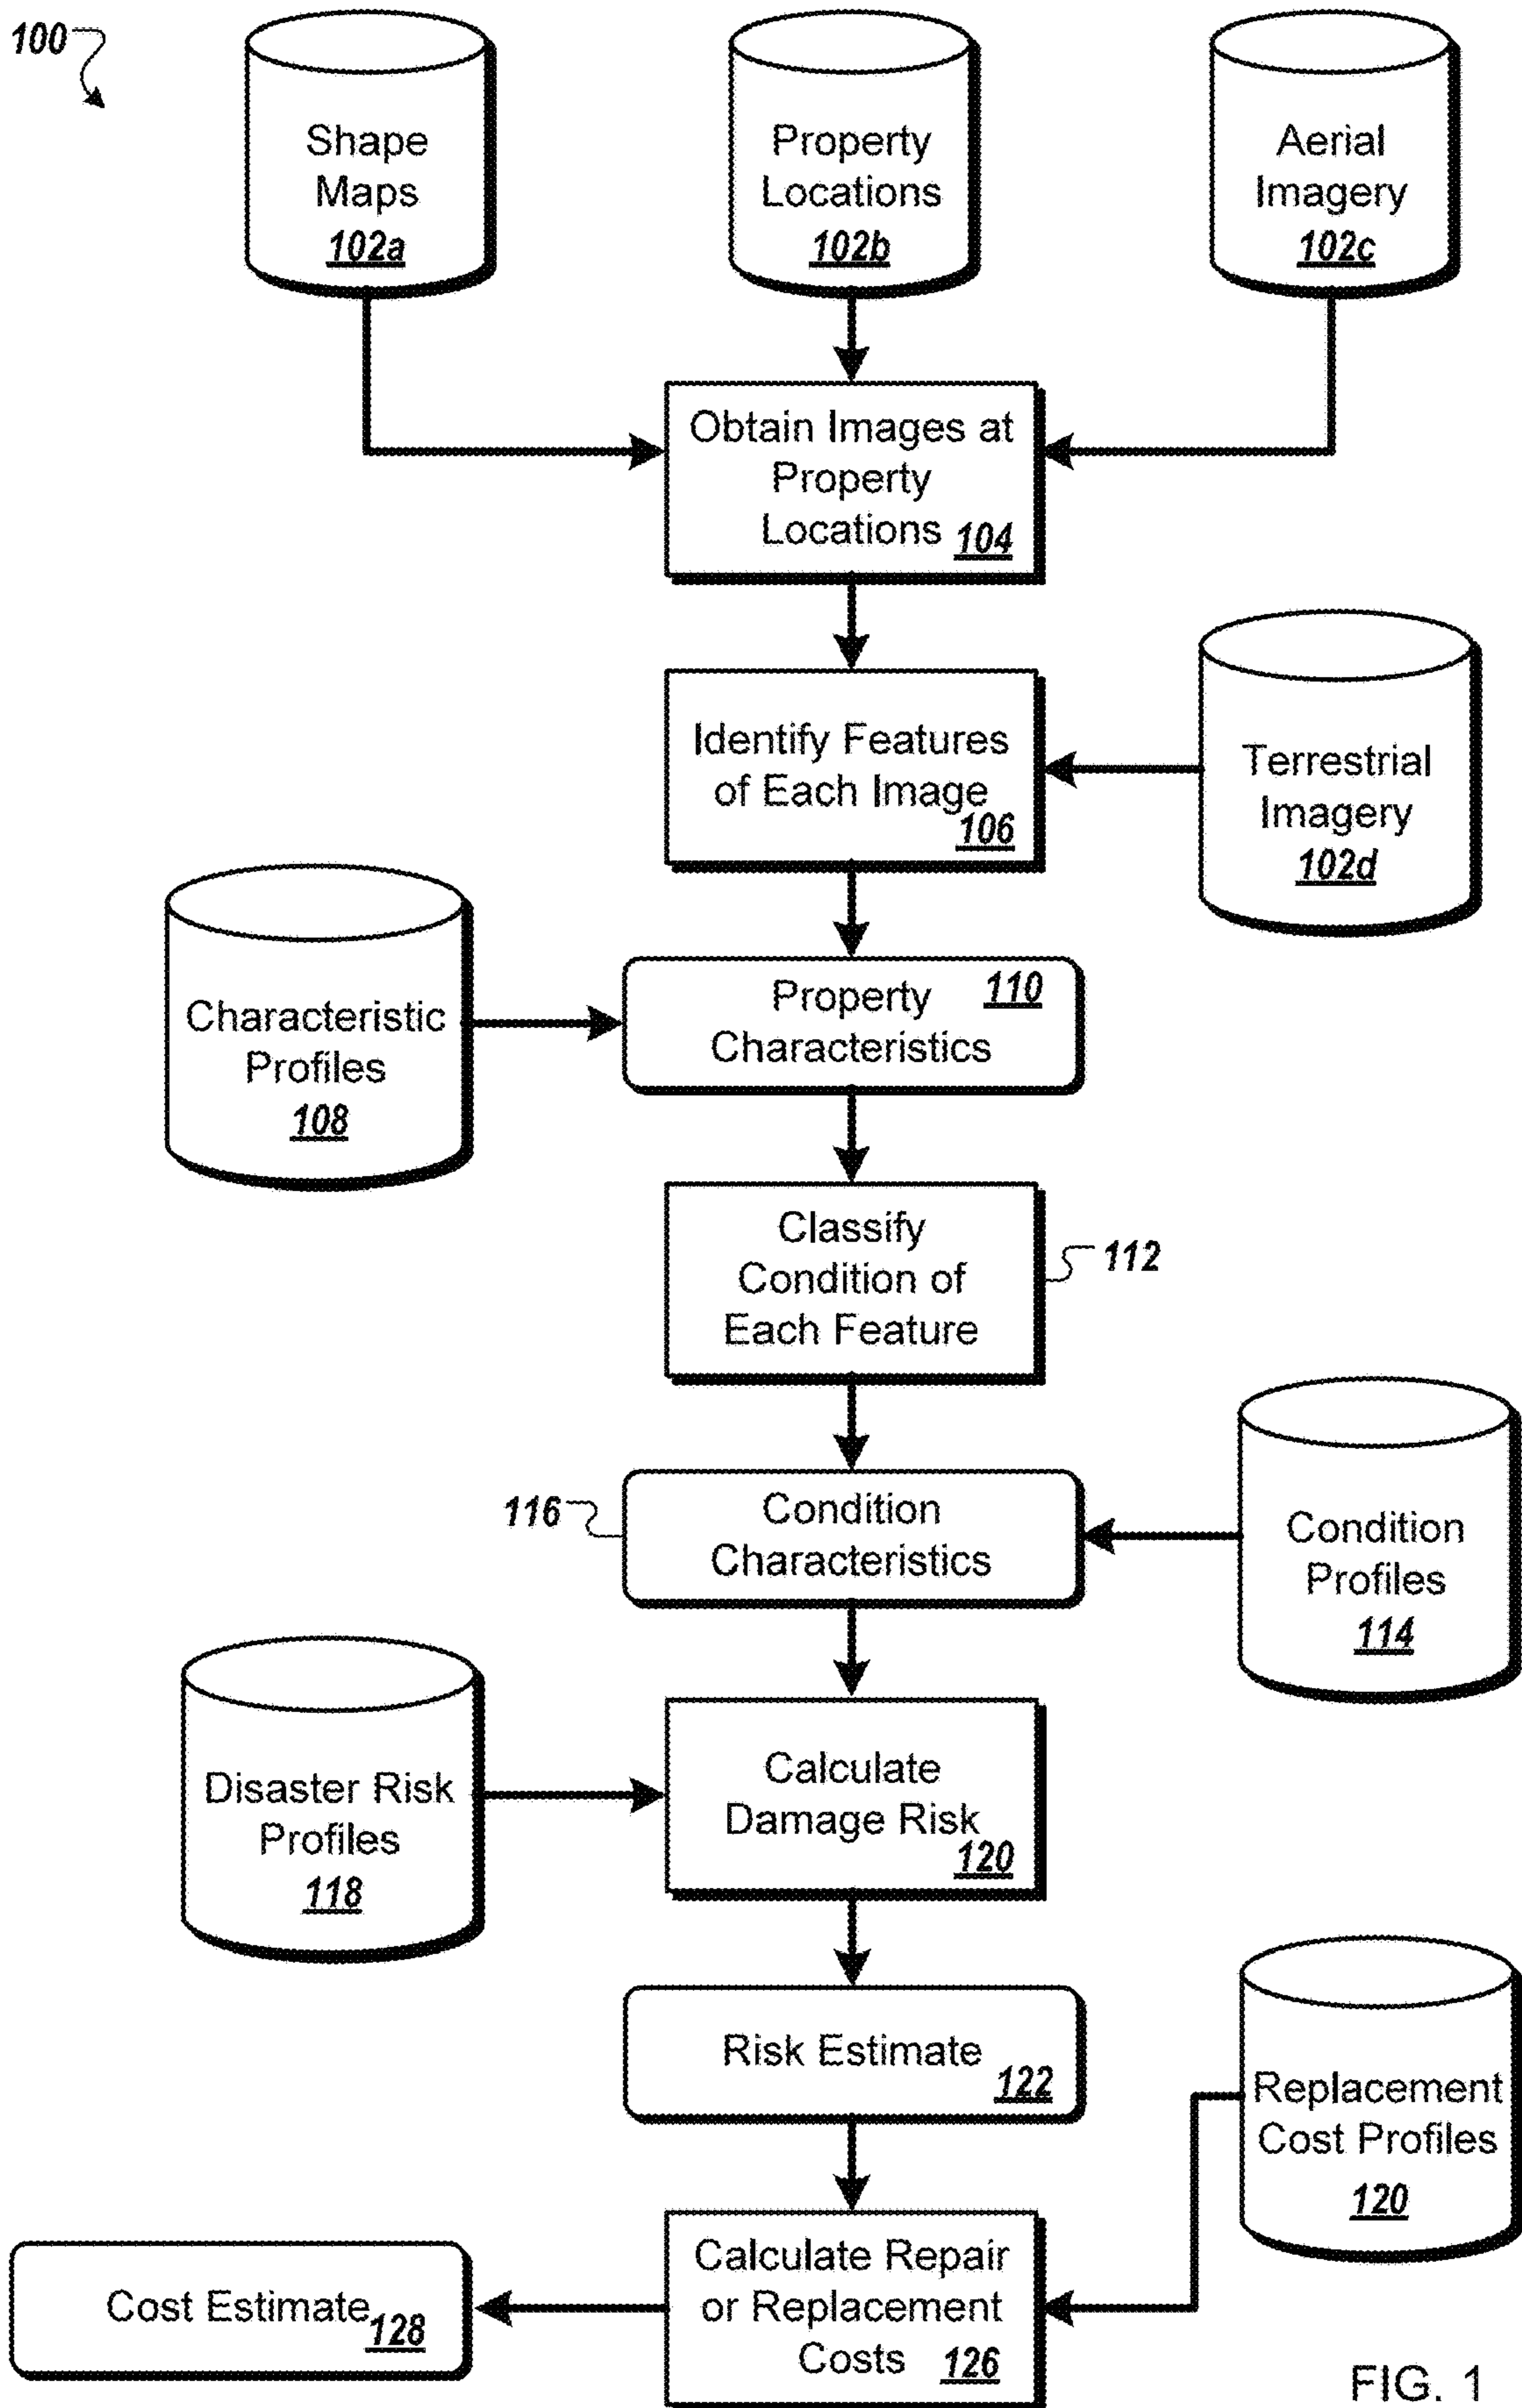 100
Shape
Maps
102a
Property
Locations
102b
Aerial
Imagery
102c
Obtain Images at
Property
Locations 104
Identify Features
of Each Image
106
Terrestrial
Imagery
102d
Characteristic
Profiles
108
Property 110
Characteristics
Classify
Condition of
Each Feature
112
116
Condition
Characteristics
Condition
Profiles
114
Disaster Risk
Profiles
118
Calculate
Damage Risk
120
Risk Estimate
122
Replacement
Cost Profiles
120
Calculate Repair
or Replacement
Costs 126
Cost Estimate
128
FIG. 1